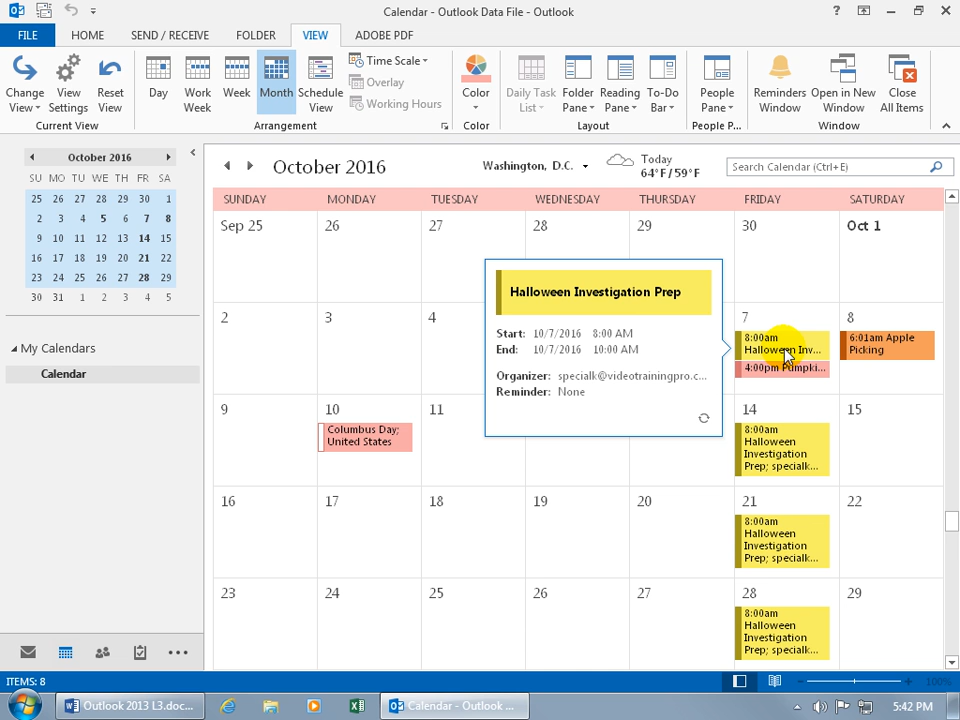 Calendar - Outlook Data File - Outlook
?
FILE HOME SEND / RECEIVE FOLDER VIEW ADOBE PDF
Change View
View Settings
Reset View
Current View
Day
Work Week
Week
Month
Schedule View
Time Scale
Overlay
Working Hours
Arrangement
Color
Color
Daily Task List
Folder Pane
Reading Pane
To-Do Bar
Layout
People Pane
People P...
Reminders Window
Open in New Window
Close All Items
Window
October 2016
SU MO TU WE TH FR SA
25 26 27 28 29 30 1
2 3 4 5 6 7 8
9 10 11 12 13 14 15
16 17 18 19 20 21 22
23 24 25 26 27 28 29
30 31 1 2 3 4 5
My Calendars
Calendar
October 2016
Washington, D.C.
Today
64°F/59°F
Search Calendar (Ctrl+E)
SUNDAY MONDAY TUESDAY WEDNESDAY THURSDAY FRIDAY SATURDAY
Sep 25 26 27 28 29 30 Oct 1
Halloween Investigation Prep
Start: 10/7/2016 8:00 AM
End: 10/7/2016 10:00 AM
Organizer: specialk@videotrainingpro.c...
Reminder: None
2 3 4 7 8
8:00am
Halloween Inv...
4:00pm Pumpki...
6:01am Apple
Picking
9 10 11 14 15
Columbus Day;
United States
8:00am
Halloween
Investigation
Prep; specialk...
16 17 18 19 20 21 22
8:00am
Halloween
Investigation
Prep; specialk...
23 24 25 26 27 28 29
8:00am
Halloween
Investigation
Prep; specialk...
ITEMS: 8
100%
Outlook 2013 L3.doc...
Calendar - Outlook ...
5:42 PM